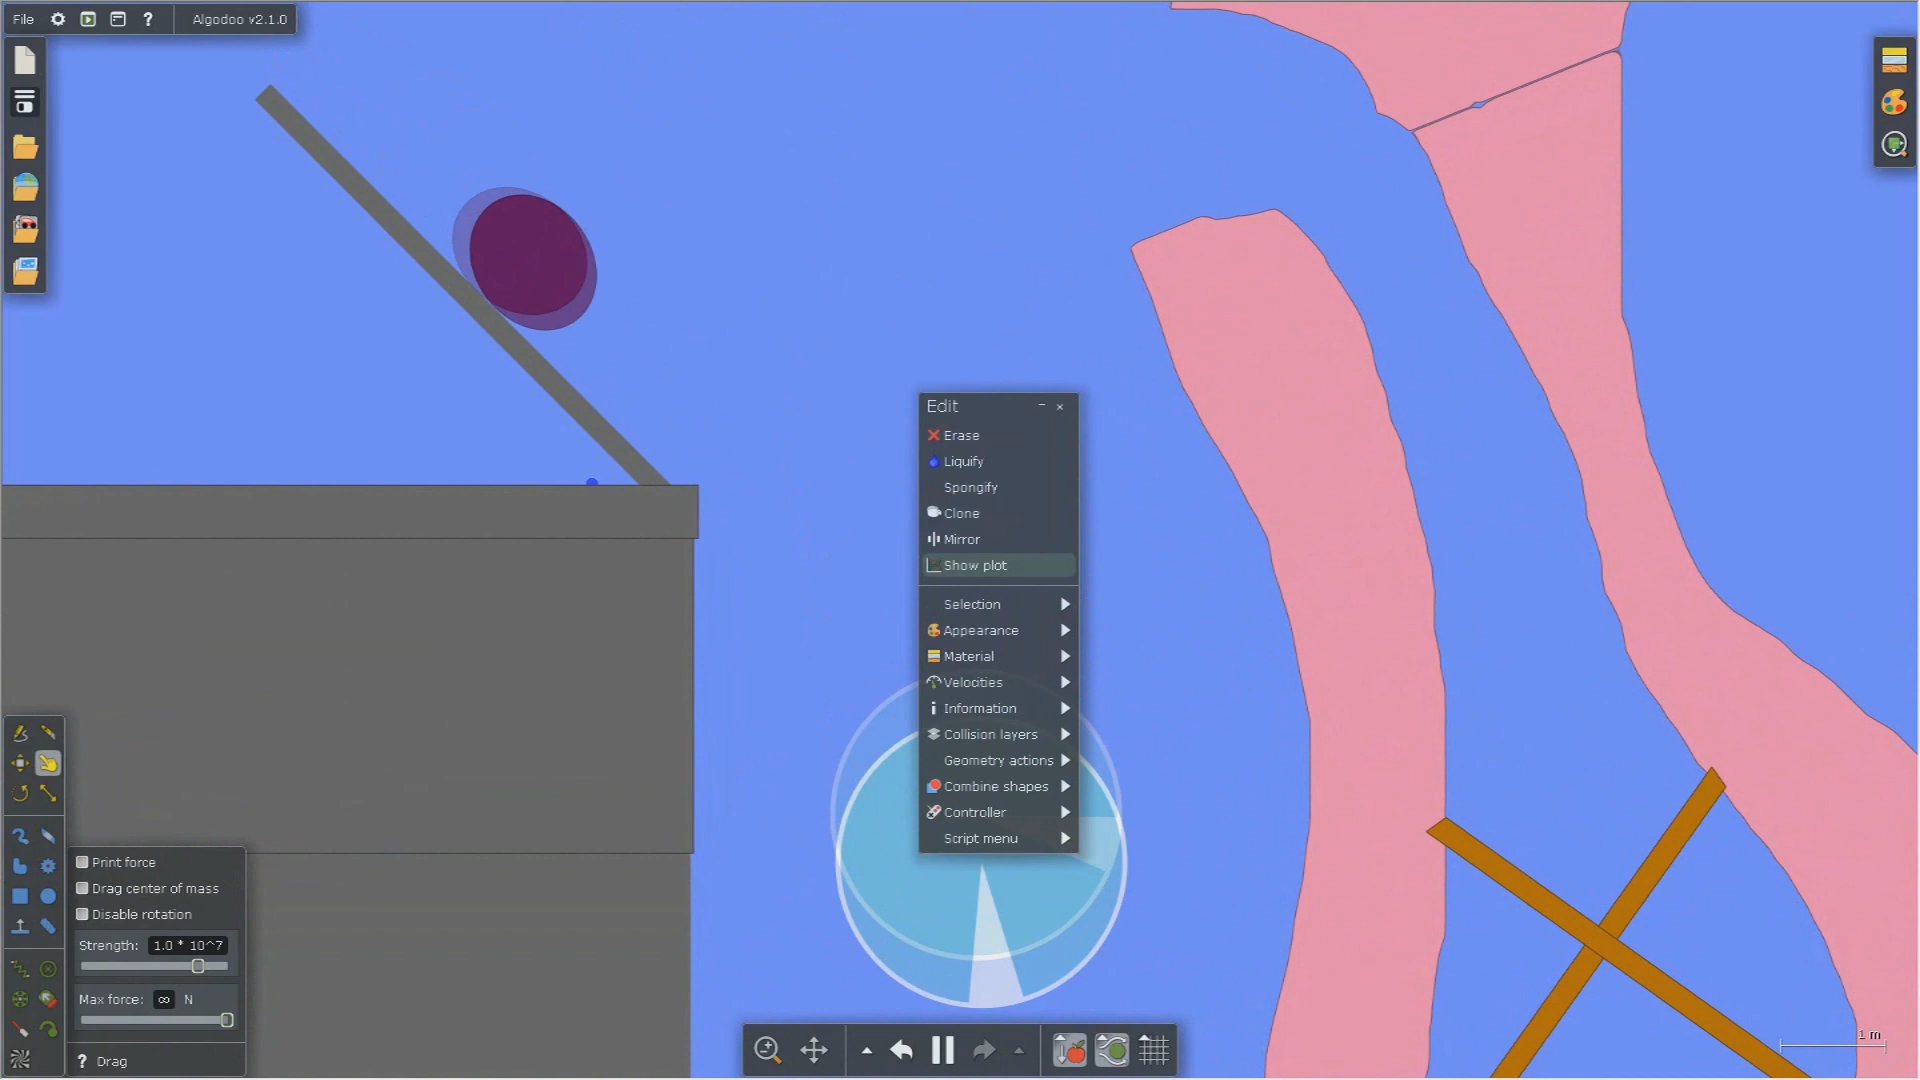 File ? Algodoo v2.1.0
Edit
Erase
Liquify
Spongify
Clone
Mirror
Show plot
Selection
Appearance
Material
Velocities
Information
Collision layers
Geometry actions
Combine shapes
Controller
Script menu
Print force
Drag center of mass
Disable rotation
Strength: 1.0 * 10^7
Max force: ∞ N
? Drag
1 m